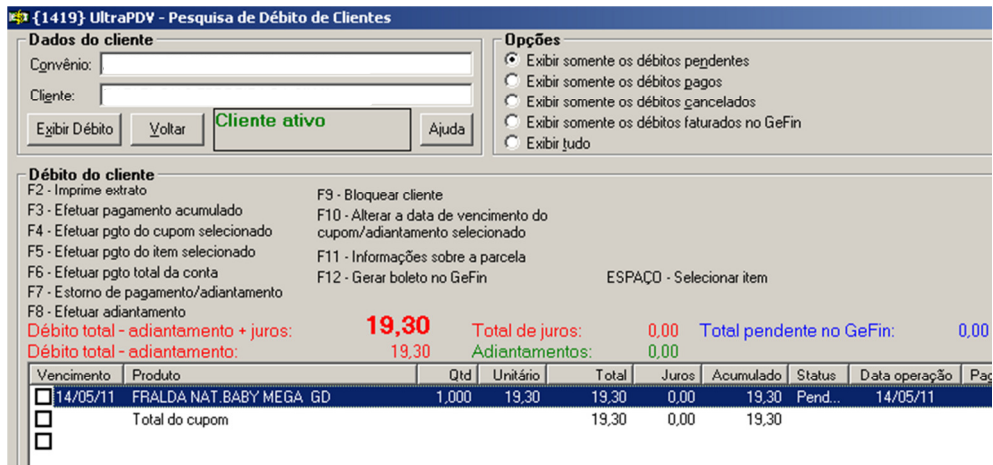 {1419} UltraPDV - Pesquisa de Débito de Clientes
Dados do cliente
Convênio:
Cliente:
Exibir Débito
Voltar
Cliente ativo
Ajuda
Opções
Exibir somente os débitos pendentes
Exibir somente os débitos pagos
Exibir somente os débitos cancelados
Exibir somente os débitos faturados no GeFin
Exibir tudo
Débito do cliente
F2 - Imprime extrato
F3 - Efetuar pagamento acumulado
F4 - Efetuar pgto do cupom selecionado
F5 - Efetuar pgto do item selecionado
F6 - Efetuar pgto total da conta
F7 - Estorno de pagamento/adiantamento
F8 - Efetuar adiantamento
F9 - Bloquear cliente
F10 - Alterar a data de vencimento do
cupom/adiantamento selecionado
F11 - Informações sobre a parcela
F12 - Gerar boleto no GeFin
ESPAÇO - Selecionar item
Débito total - adiantamento + juros: 19,30 Total de juros: 0,00 Total pendente no GeFin: 0,00
Débito total - adiantamento: 19,30 Adiantamentos: 0,00
Vencimento Produto Qtd Unitário Total Juros Acumulado Status Data operação Pag
14/05/11 FRALDA NAT.BABY MEGA GD 1,000 19,30 19,30 0,00 19,30 Pend... 14/05/11
Total do cupom 19,30 0,00 19,30